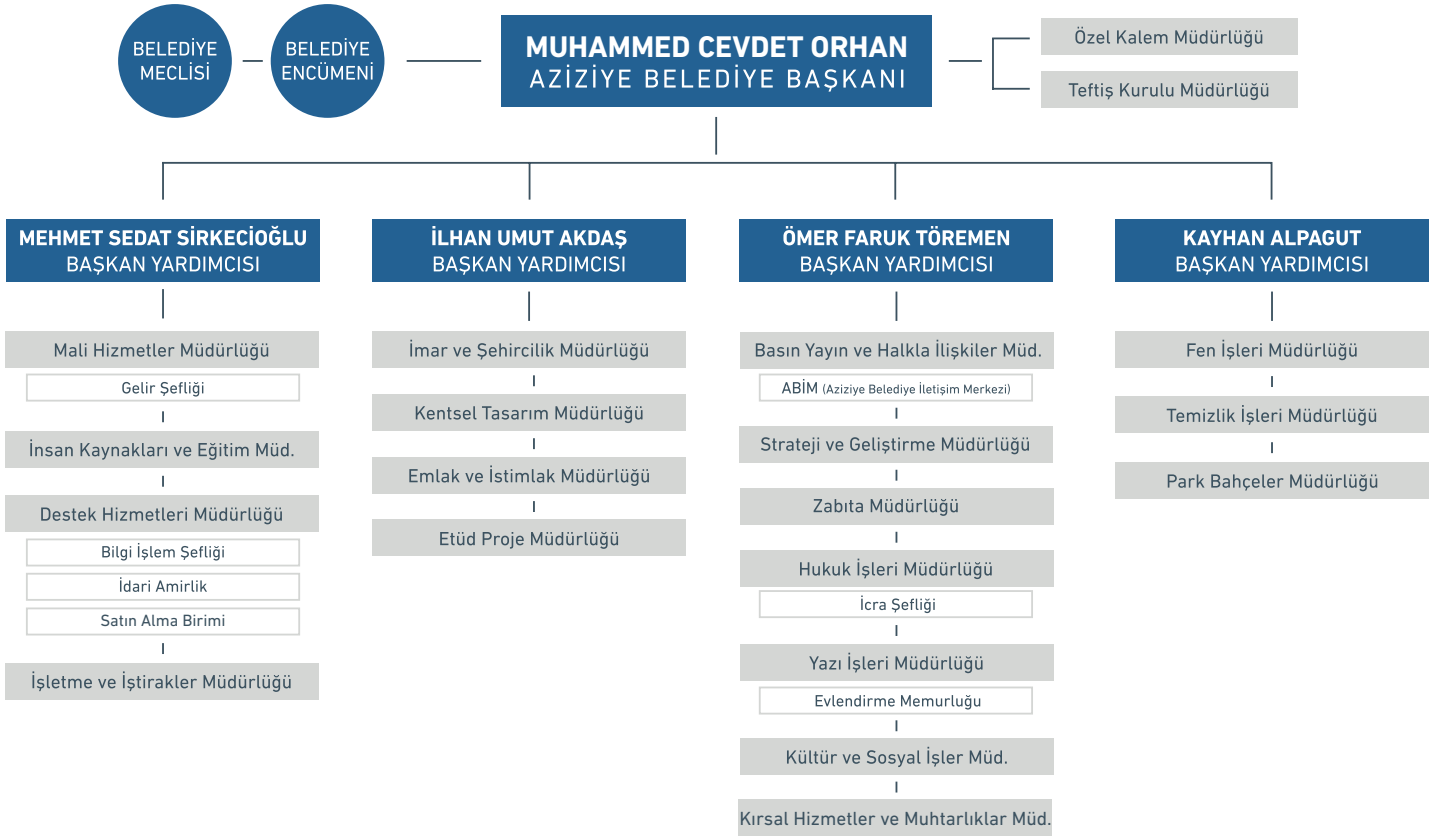 BELEDİYE
MECLİSİ
BELEDİYE
ENCÜMENİ
MUHAMMED CEVDET ORHAN
AZİZİYE BELEDİYE BAŞKANI
Özel Kalem Müdürlüğü
Teftiş Kurulu Müdürlüğü
MEHMET SEDAT SİRKECİOĞLU
BAŞKAN YARDIMCISI
Mali Hizmetler Müdürlüğü
Gelir Şefliği
İnsan Kaynakları ve Eğitim Müd.
Destek Hizmetleri Müdürlüğü
Bilgi İşlem Şefliği
İdari Amirlik
Satın Alma Birimi
İşletme ve İştirakler Müdürlüğü
İLHAN UMUT AKDAŞ
BAŞKAN YARDIMCISI
İmar ve Şehircilik Müdürlüğü
Kentsel Tasarım Müdürlüğü
Emlak ve İstimlak Müdürlüğü
Etüd Proje Müdürlüğü
ÖMER FARUK TÖREMEN
BAŞKAN YARDIMCISI
Basın Yayın ve Halkla İlişkiler Müd.
ABİM (Aziziye Belediye İletişim Merkezi)
Strateji ve Geliştirme Müdürlüğü
Zabıta Müdürlüğü
Hukuk İşleri Müdürlüğü
İcra Şefliği
Yazı İşleri Müdürlüğü
Evlendirme Memurluğu
Kültür ve Sosyal İşler Müd.
Kırsal Hizmetler ve Muhtarlıklar Müd.
KAYHAN ALPAGUT
BAŞKAN YARDIMCISI
Fen İşleri Müdürlüğü
Temizlik İşleri Müdürlüğü
Park Bahçeler Müdürlüğü